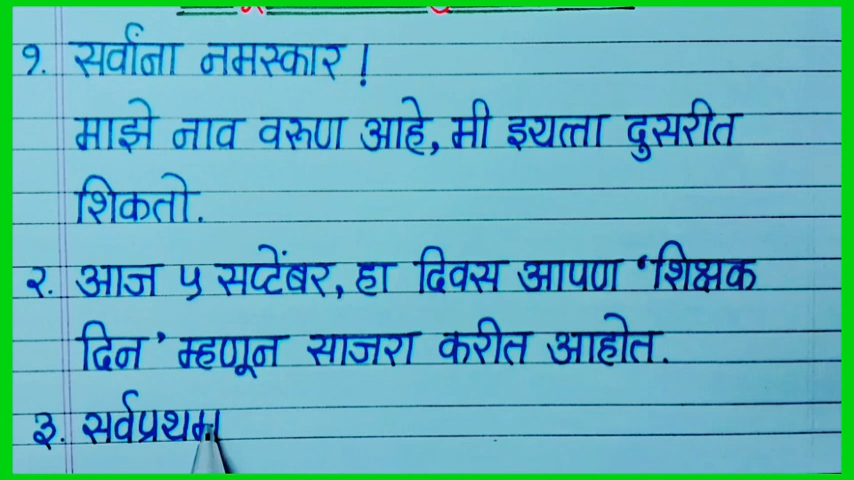 १. सर्वांना नमस्कार !
माझे नाव वरुण आहे, मी इयत्ता दुसरीत
शिकतो.
२. आज ५ सप्टेंबर, हा दिवस आपण 'शिक्षक
दिन' म्हणून साजरा करीत आहोत.
३. सर्वप्रथम